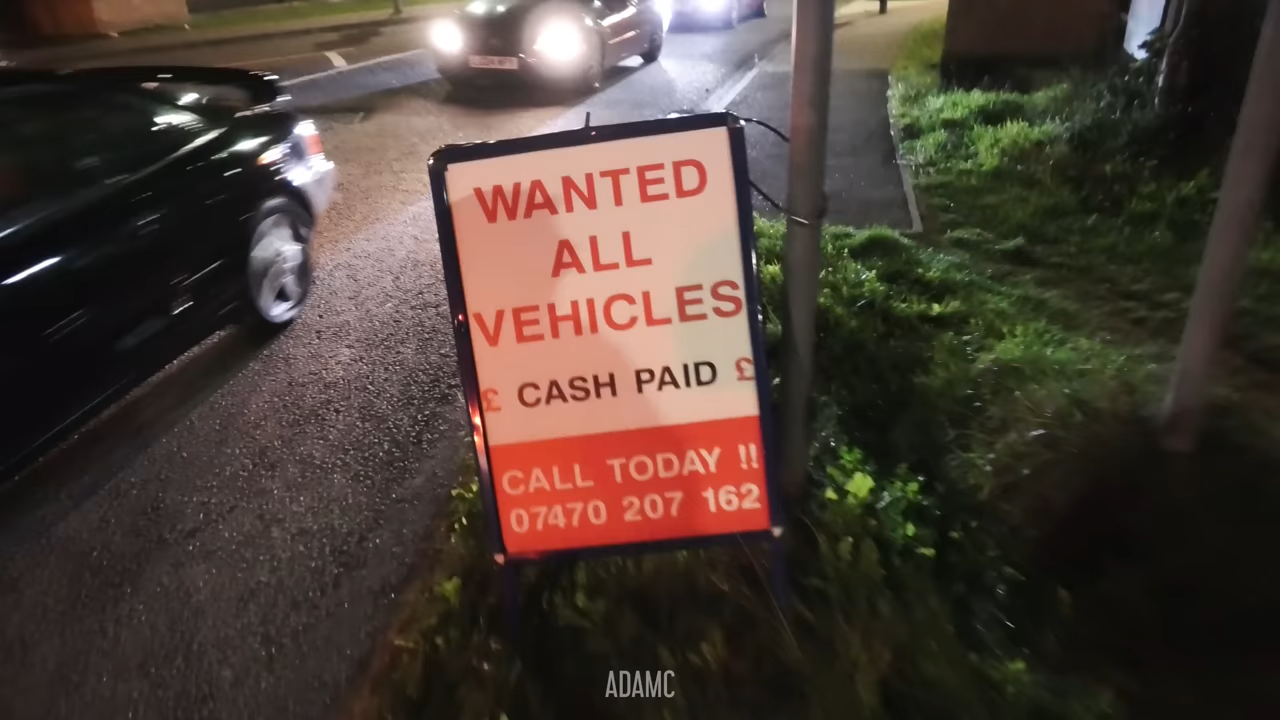 WANTED
ALL
VEHICLES
£ CASH PAID £
CALL TODAY !!
07470 207 162
ADAMC